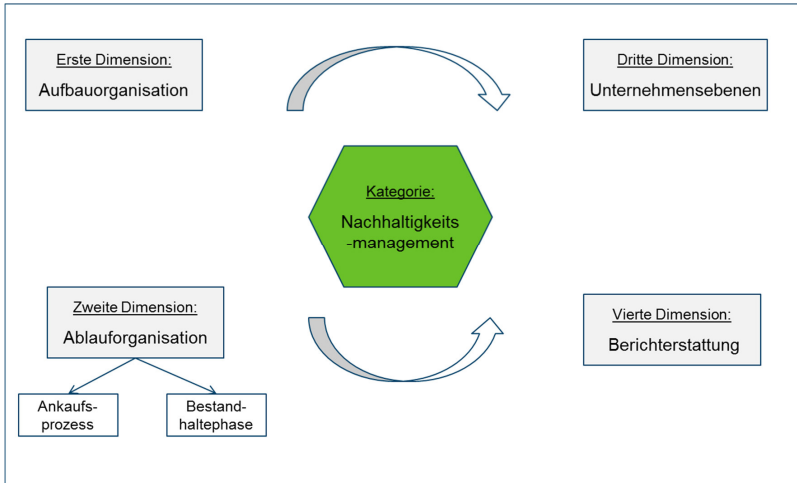 Erste Dimension:
Aufbauorganisation
Dritte Dimension:
Unternehmensebenen
Kategorie:
Nachhaltigkeits
-management
Zweite Dimension:
Ablauforganisation
Vierte Dimension:
Berichterstattung
Ankaufs-
prozess
Bestand-
haltephase